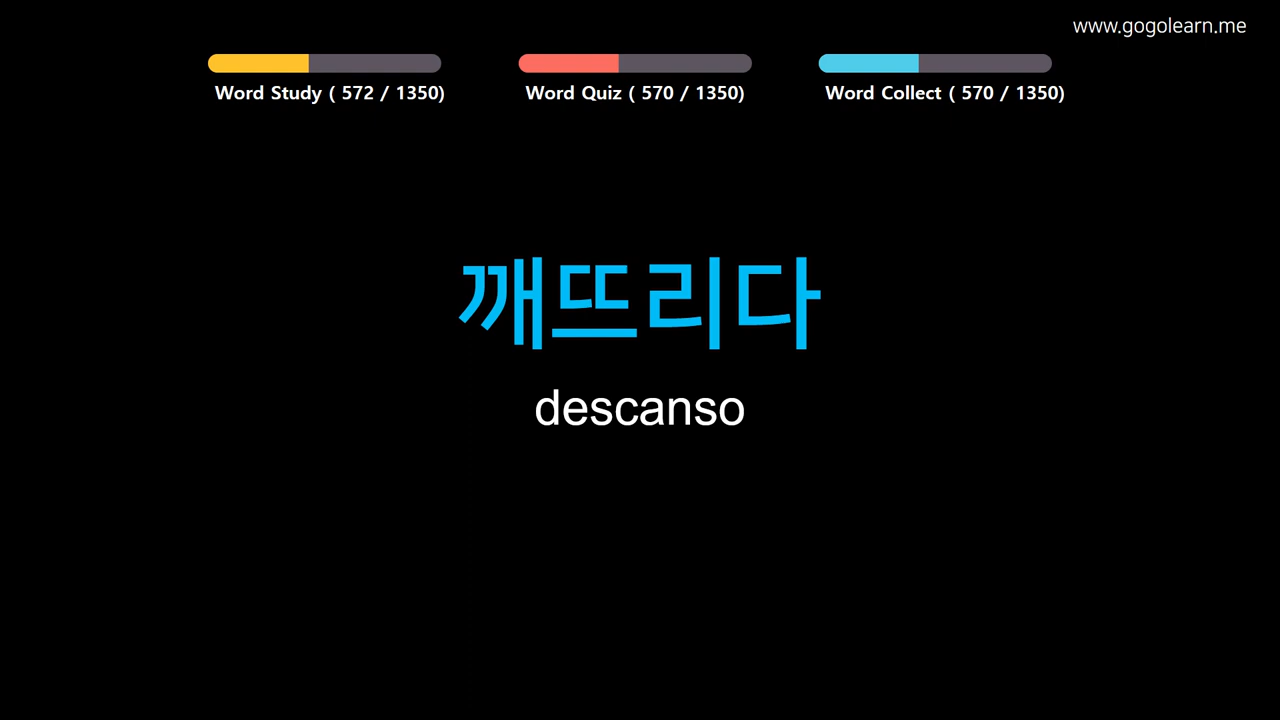 www.gogolearn.me
Word Study ( 572 / 1350)
Word Quiz ( 570 / 1350)
Word Collect ( 570 / 1350)
깨뜨리다
descanso